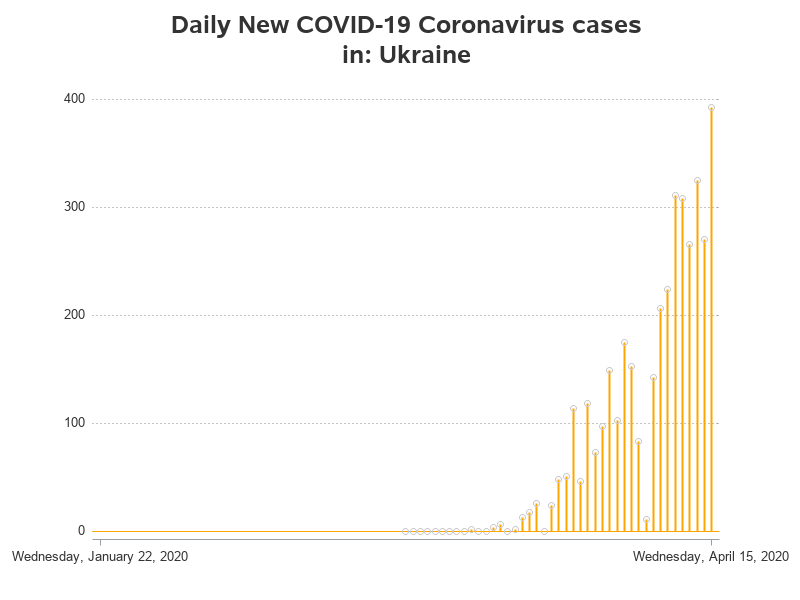 Daily New COVID-19 Coronavirus cases
in: Ukraine
400
300
200
100
0
Wednesday, January 22, 2020
Wednesday, April 15, 2020